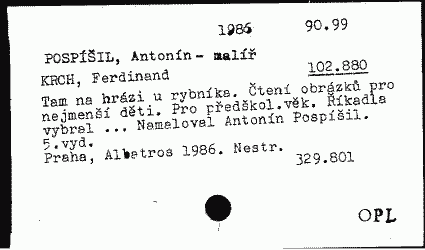 1986 90.99
POSPÍŠIL, Antonín - malíř
KRCH, Ferdinand 102.880
Tam na hrázi u rybníka. Čtení obrázků pro
nejmenší děti. Pro předškol.věk. Říkadla
vybral ... Namaloval Antonín Pospíšil.
5.vyd.
Praha, Albatros 1986. Nestr.
329.801
OPL